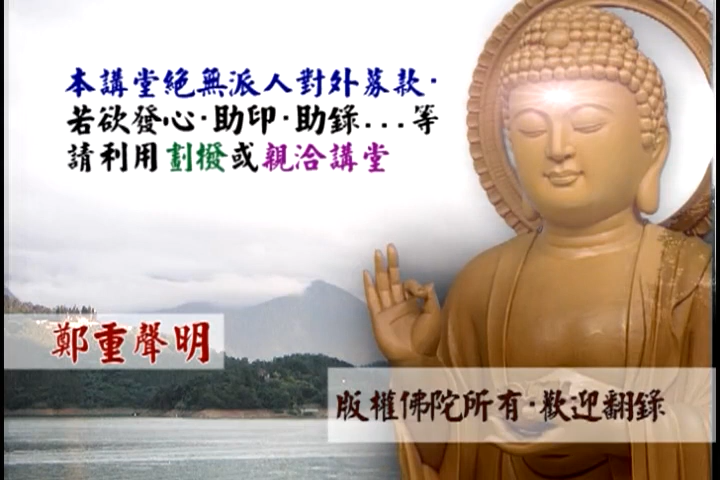 本講堂絕無派人對外募款．
若欲發心．助印．助錄...等
請利用劃撥或親洽講堂
鄭重聲明
版權佛陀所有．歡迎翻錄